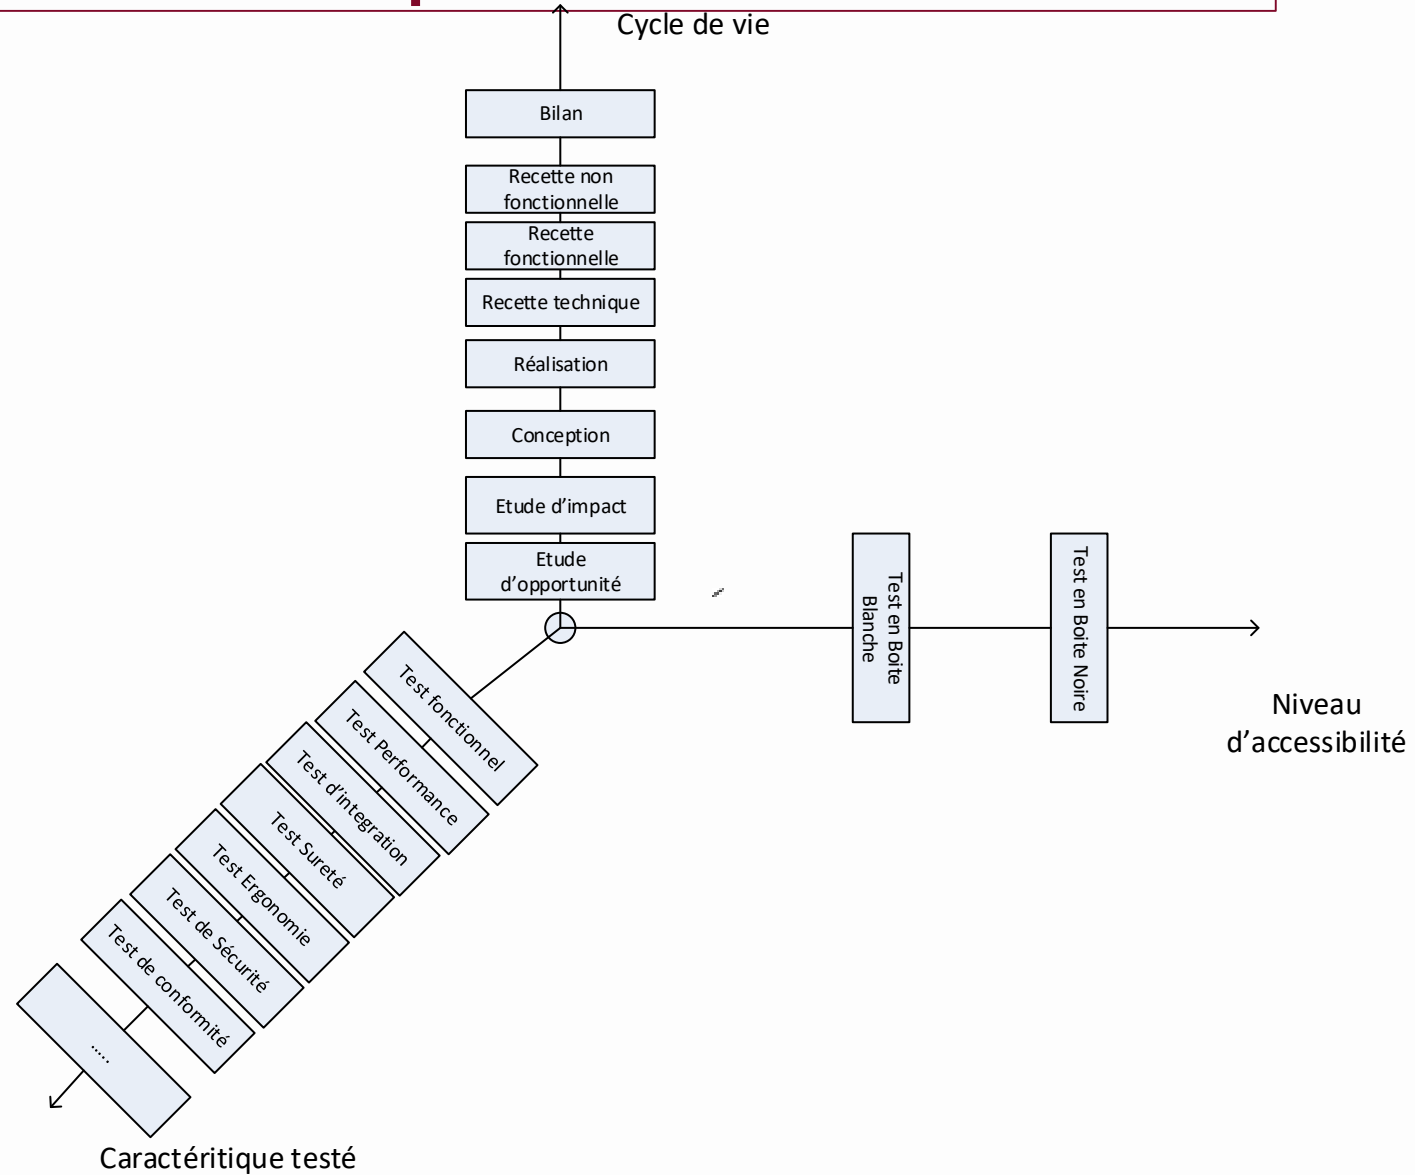 Cycle de vie
Bilan
Recette non
fonctionnelle
Recette
fonctionnelle
Recette technique
Réalisation
Conception
Etude d’impact
Etude
d’opportunité
Test en Boite
Blanche
Test en Boite Noire
Niveau
d’accessibilité
Test fonctionnel
Test Performance
Test d’integration
Test Sureté
Test Ergonomie
Test de Sécurité
Test de conformité
.....
Caractéritique testé